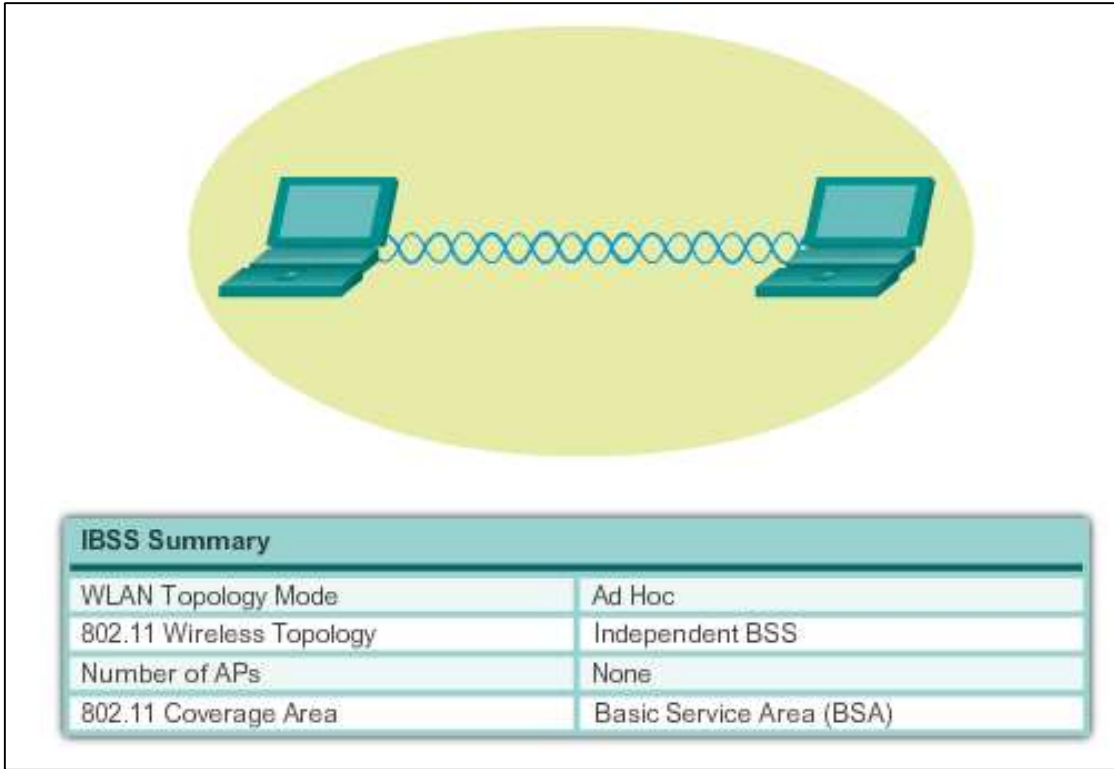 IBSS Summary
WLAN Topology Mode Ad Hoc
802.11 Wireless Topology Independent BSS
Number of APs None
802.11 Coverage Area Basic Service Area (BSA)